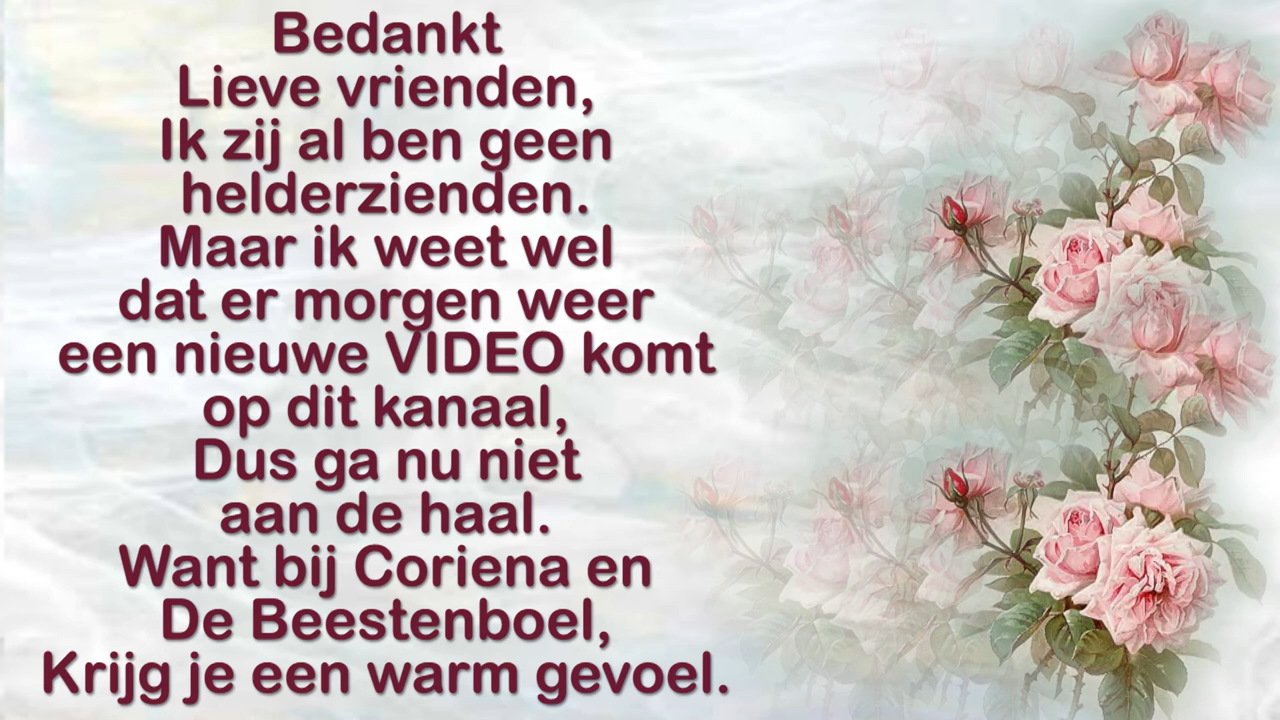 Bedankt
Lieve vrienden,
Ik zij al ben geen
helderzienden.
Maar ik weet wel
dat er morgen weer
een nieuwe VIDEO komt
op dit kanaal,
Dus ga nu niet
aan de haal.
Want bij Coriena en
De Beestenboel,
Krijg je een warm gevoel.